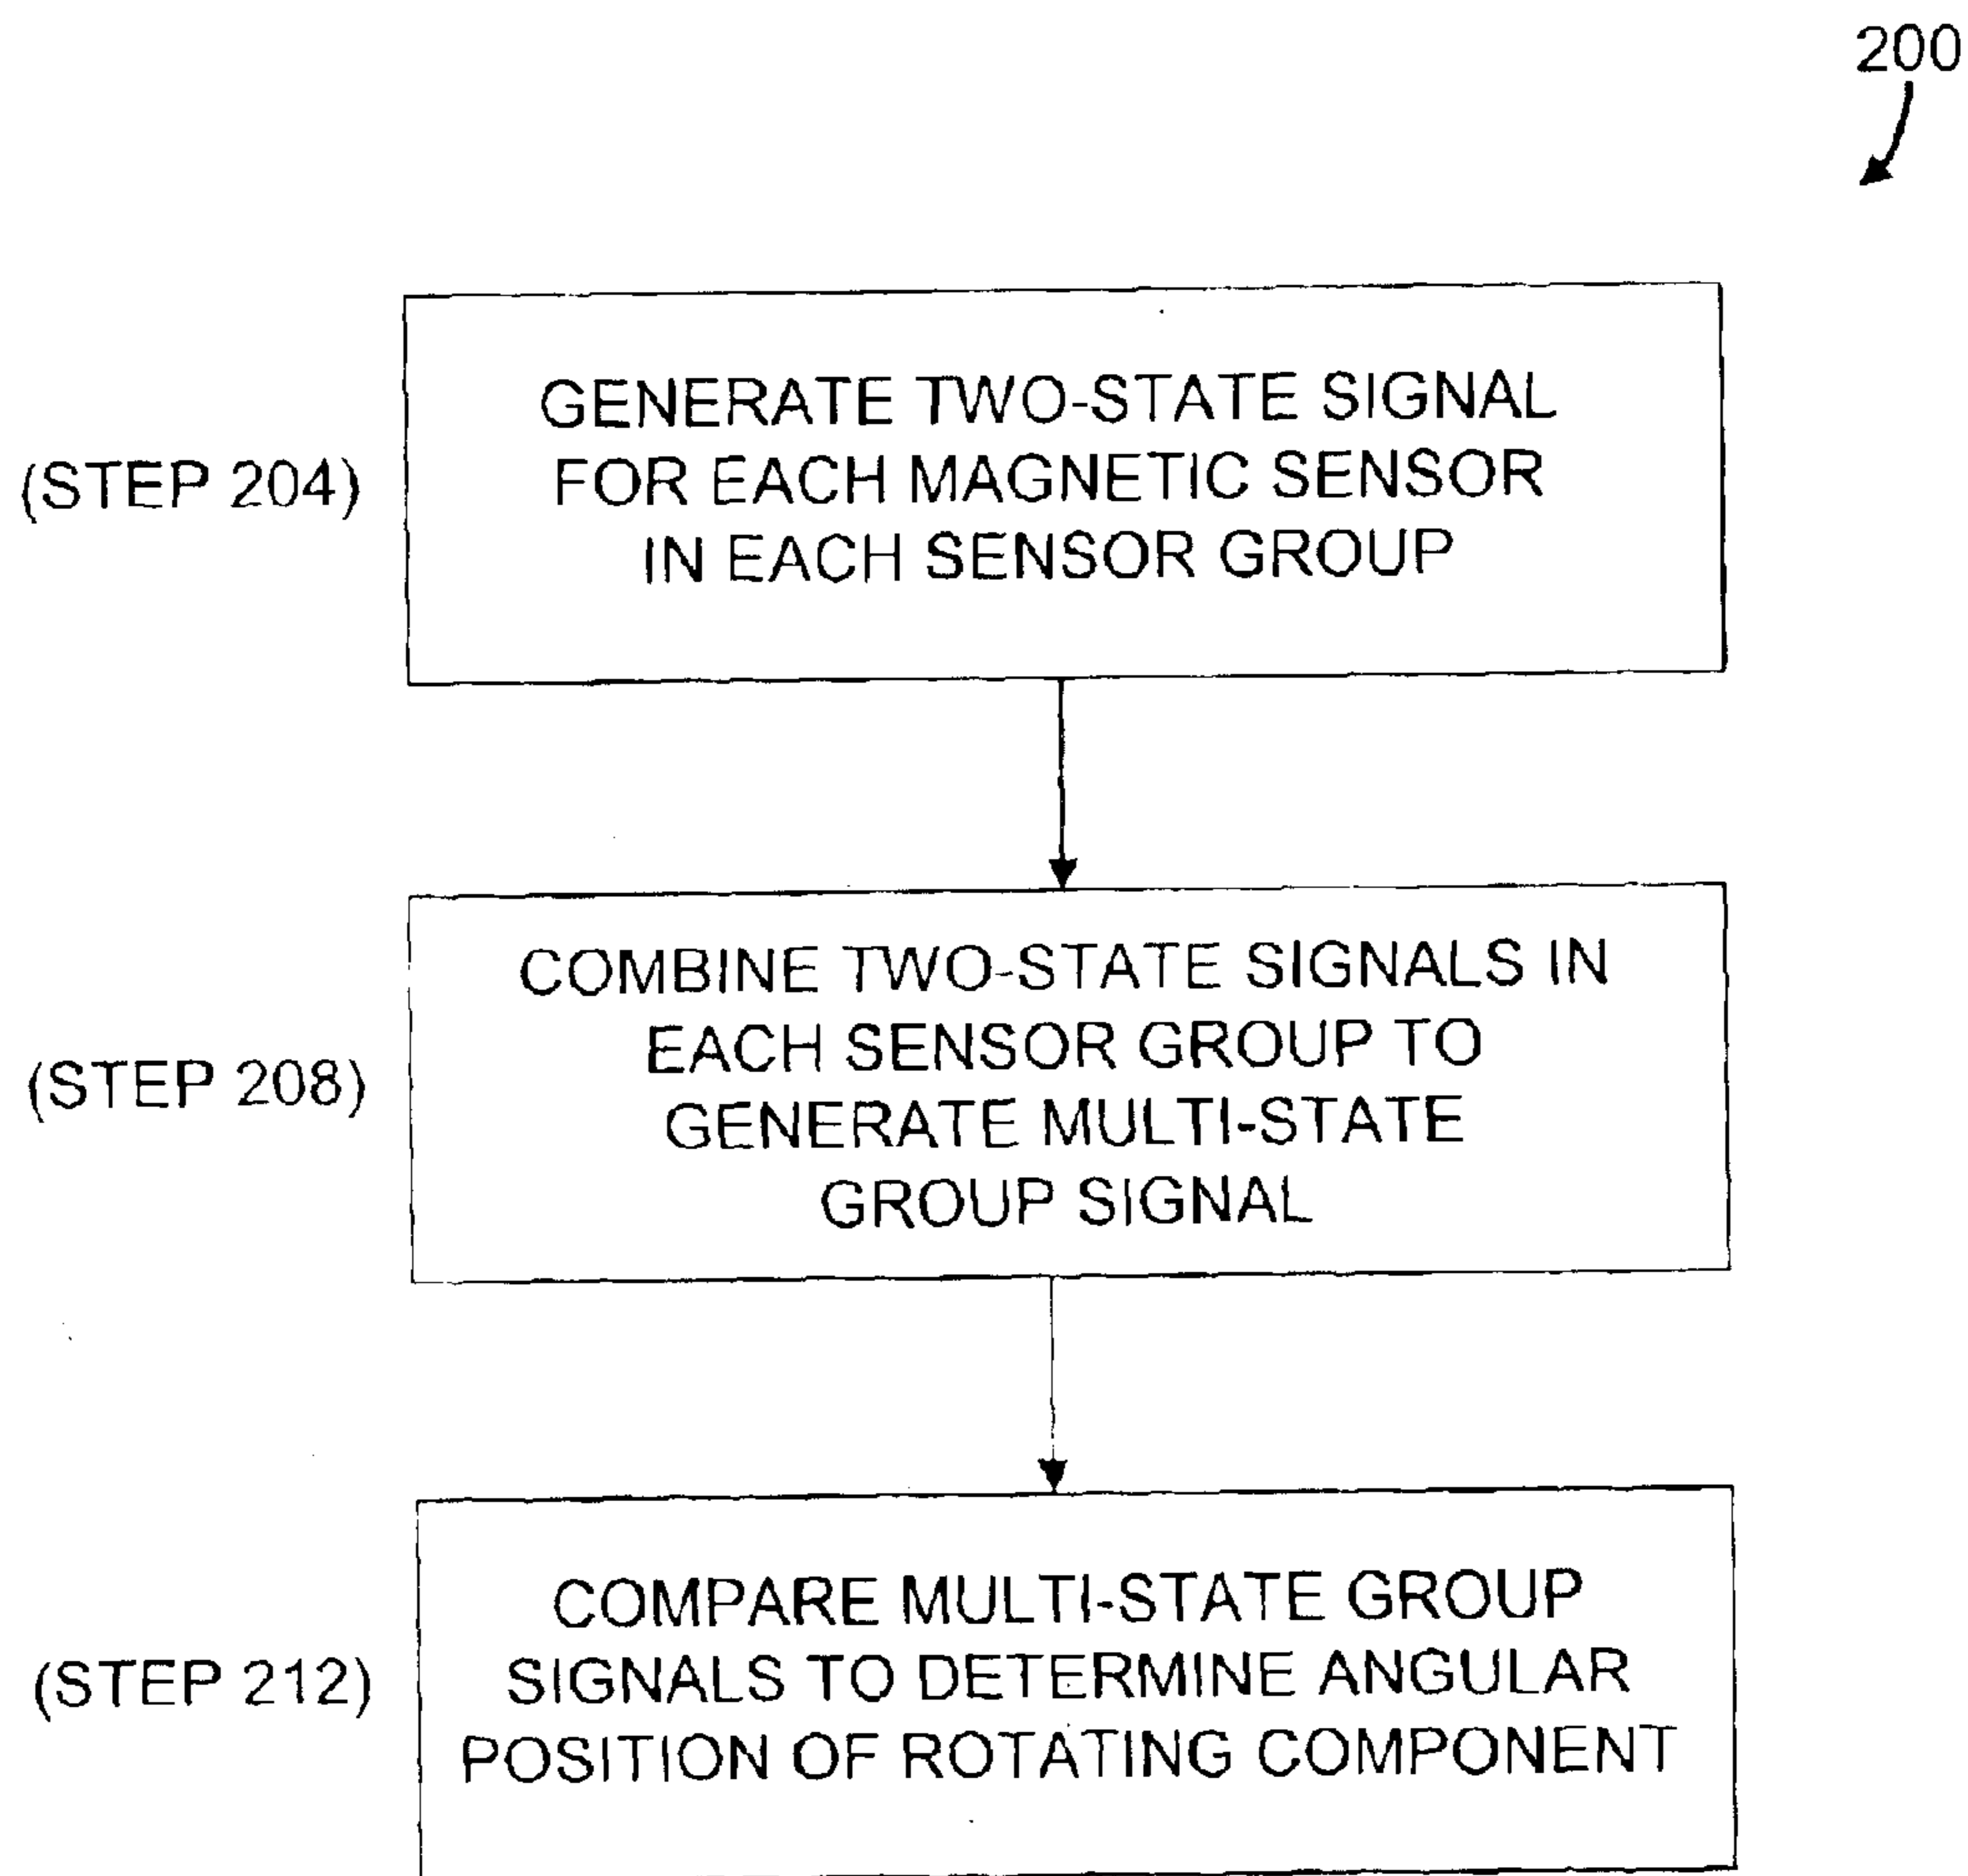 200
GENERATE TWO-STATE SIGNAL
FOR EACH MAGNETIC SENSOR
IN EACH SENSOR GROUP
(STEP 204)
COMBINE TWO-STATE SIGNALS IN
EACH SENSOR GROUP TO
GENERATE MULTI-STATE
GROUP SIGNAL
(STEP 208)
COMPARE MULTI-STATE GROUP
SIGNALS TO DETERMINE ANGULAR
POSITION OF ROTATING COMPONENT
(STEP 212)